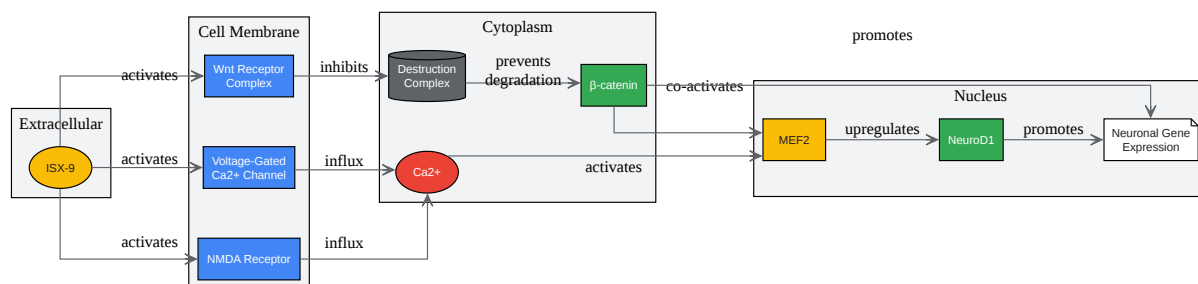 Extracellular
ISX-9
activates
activates
activates
Cell Membrane
Wnt Receptor
Complex
Voltage-Gated
Ca2+ Channel
NMDA Receptor
inhibits
influx
influx
Cytoplasm
Destruction
Complex
prevents
degradation
β-catenin
Ca2+
co-activates
activates
promotes
Nucleus
MEF2
upregulates
NeuroD1
promotes
Neuronal Gene
Expression